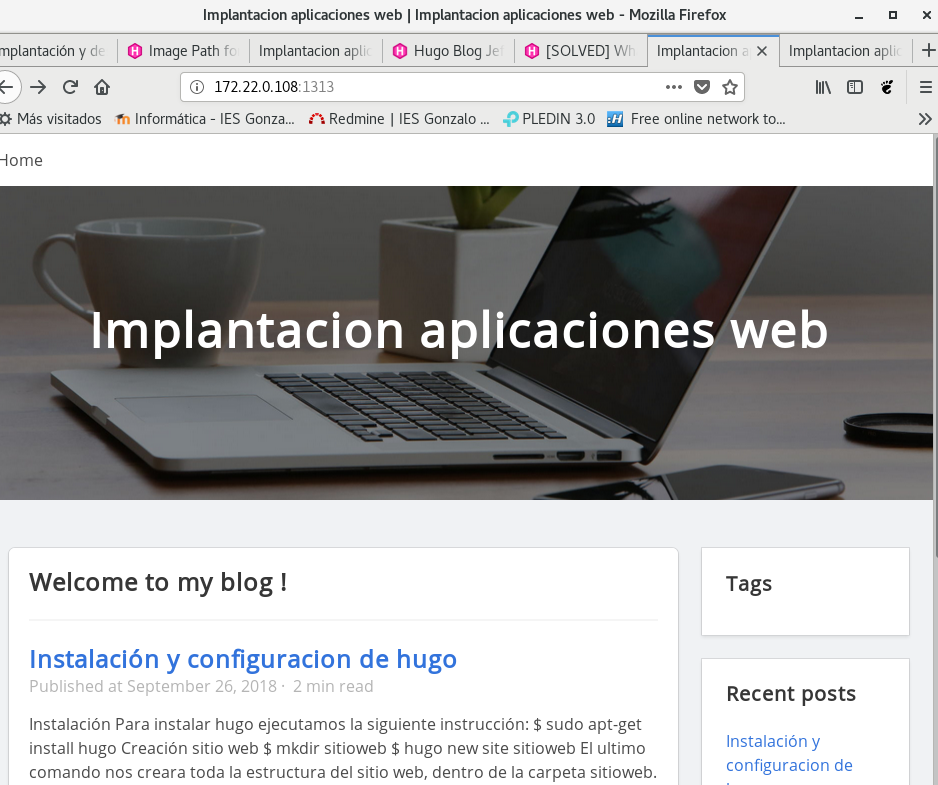 Implantacion aplicaciones web | Implantacion aplicaciones web - Mozilla Firefox
Image Path fo
Implantacion aplic
Hugo Blog Je
[SOLVED] Wh
Implantacion a
Implantacion aplic
172.22.0.108:1313
Más visitados
Informática - IES Gonza...
Redmine | IES Gonzalo ...
PLEDIN 3.0
Free online network to...
Home
Implantacion aplicaciones web
Welcome to my blog !
Instalación y configuracion de hugo
Published at September 26, 2018 · 2 min read
Instalación Para instalar hugo ejecutamos la siguiente instrucción: $ sudo apt-get
install hugo Creación sitio web $ mkdir sitioweb $ hugo new site sitioweb El ultimo
comando nos creara toda la estructura del sitio web, dentro de la carpeta sitioweb.
Tags
Recent posts
Instalación y
configuracion de